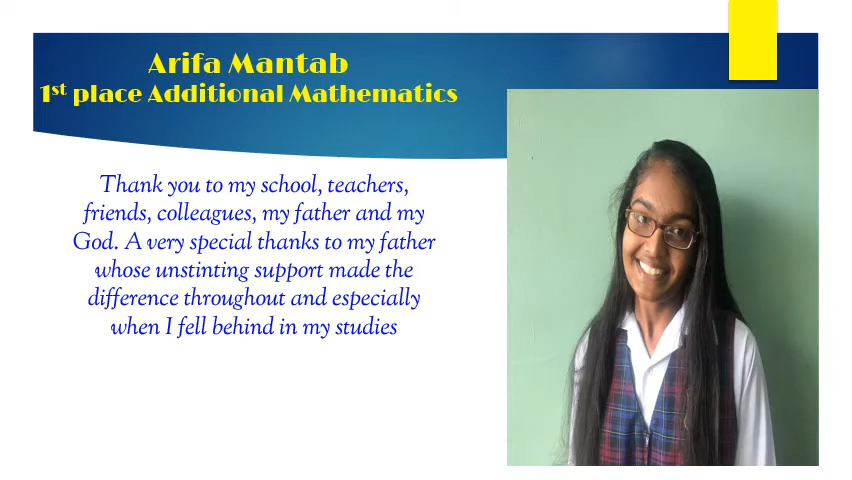 Arifa Mantab
1st place Additional Mathematics
Thank you to my school, teachers,
friends, colleagues, my father and my
God. A very special thanks to my father
whose unstinting support made the
difference throughout and especially
when I fell behind in my studies